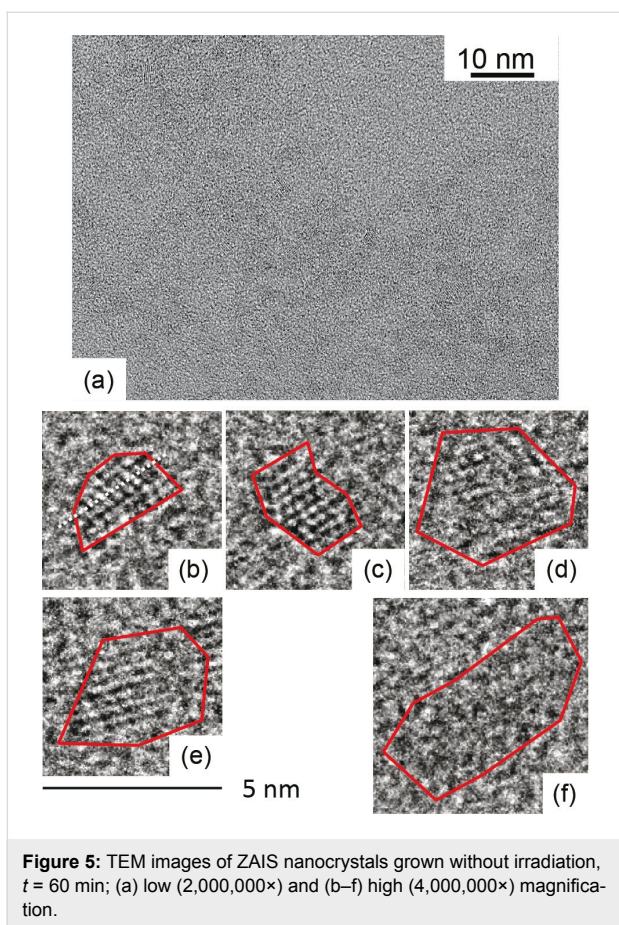 10 nm
(a)
(b)
(c)
(d)
(e)
(f)
5 nm
Figure 5: TEM images of ZAIS nanocrystals grown without irradiation,
t = 60 min; (a) low (2,000,000×) and (b–f) high (4,000,000×) magnifica-
tion.